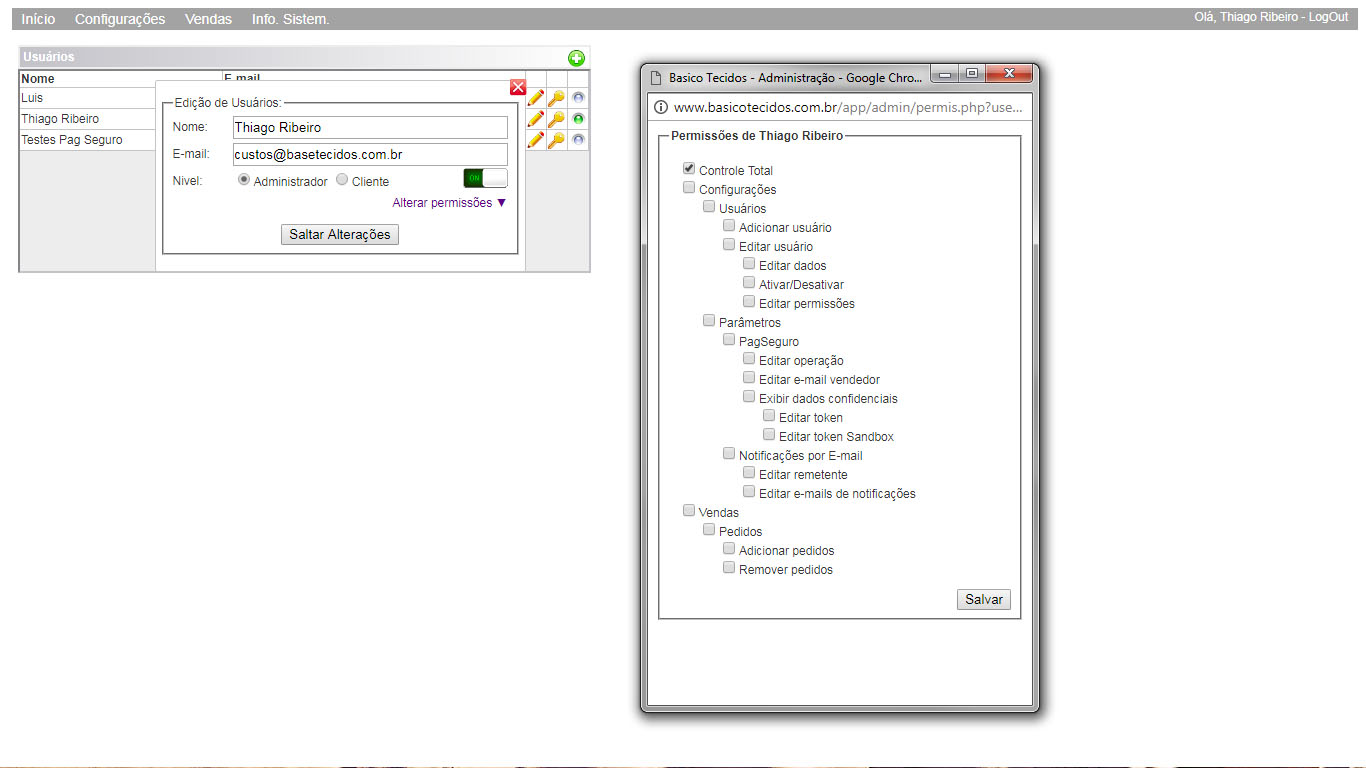 Início Configurações Vendas Info. Sistem. Olá, Thiago Ribeiro - LogOut
Usuários
Nome E-mail
Luis
Thiago Ribeiro
Testes Pag Seguro
Edição de Usuários:
Nome: Thiago Ribeiro
E-mail: custos@basetecidos.com.br
Nivel: Administrador Cliente ON
Alterar permissões ▼
Saltar Alterações
Basico Tecidos - Administração - Google Chro...
www.basicotecidos.com.br/app/admin/permis.php?use...
Permissões de Thiago Ribeiro
Controle Total
Configurações
Usuários
Adicionar usuário
Editar usuário
Editar dados
Ativar/Desativar
Editar permissões
Parâmetros
PagSeguro
Editar operação
Editar e-mail vendedor
Exibir dados confidenciais
Editar token
Editar token Sandbox
Notificações por E-mail
Editar remetente
Editar e-mails de notificações
Vendas
Pedidos
Adicionar pedidos
Remover pedidos
Salvar